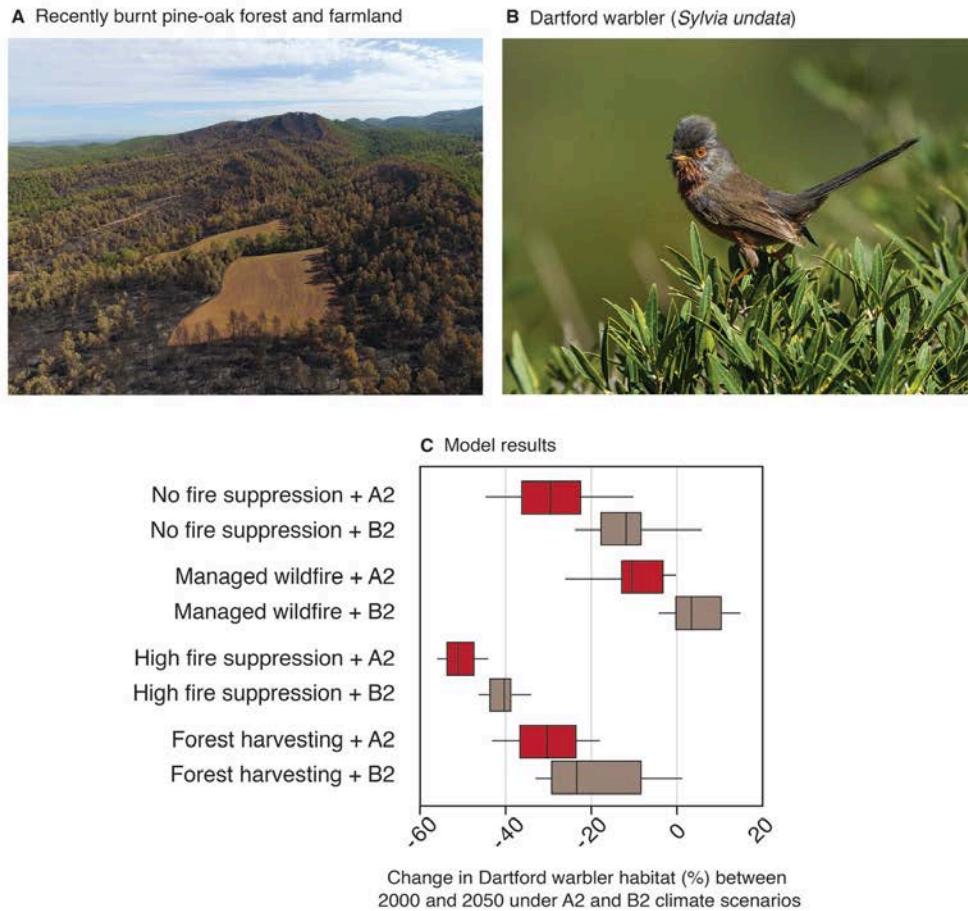 A Recently burnt pine-oak forest and farmland
B Dartford warbler (Sylvia undata)
C Model results
No fire suppression + A2
No fire suppression + B2
Managed wildfire + A2
Managed wildfire + B2
High fire suppression + A2
High fire suppression + B2
Forest harvesting + A2
Forest harvesting + B2
-60 -40 -20 0 20
Change in Dartford warbler habitat (%) between
2000 and 2050 under A2 and B2 climate scenarios